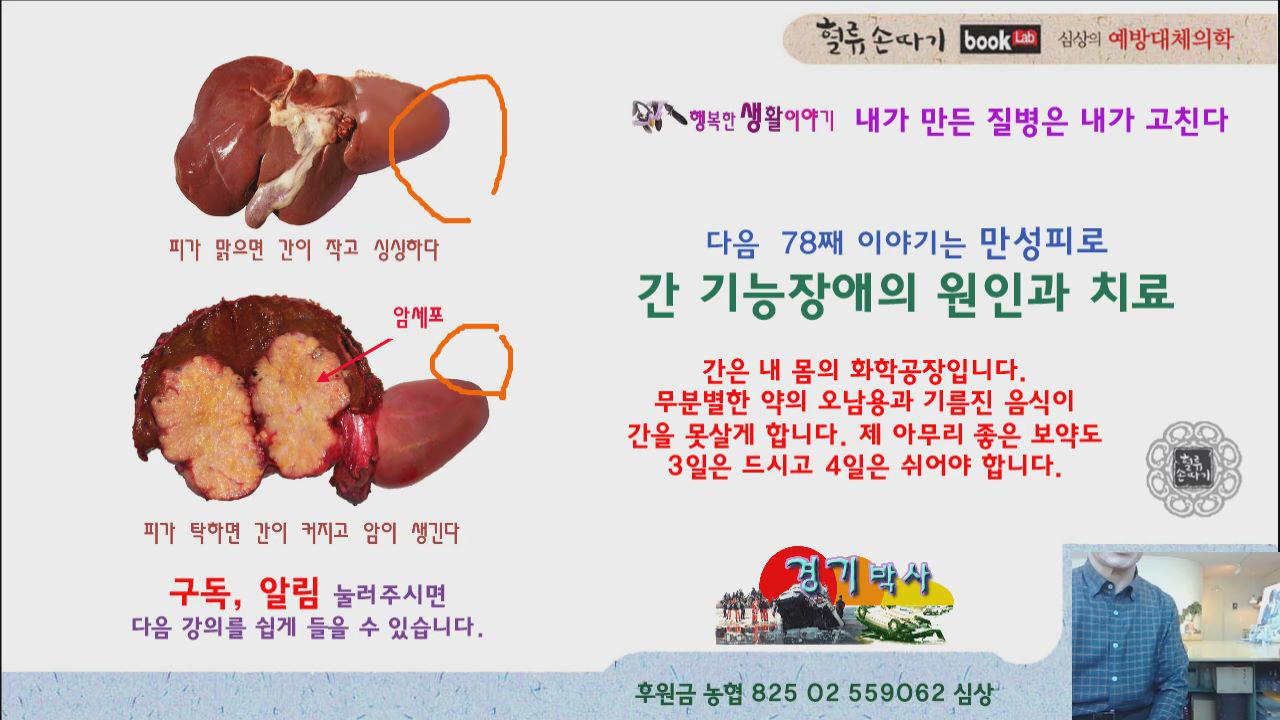 혈류 손따기 book Lab 심상의 예방대체의학
행복한 생활이야기 내가 만든 질병은 내가 고친다
피가 맑으면 간이 작고 싱싱하다
다음 78째 이야기는 만성피로
간 기능장애의 원인과 치료
암세포
간은 내 몸의 화학공장입니다.
무분별한 약의 오남용과 기름진 음식이
간을 못살게 합니다. 제 아무리 좋은 보약도
3일은 드시고 4일은 쉬어야 합니다.
혈류
손따기
피가 탁하면 간이 커지고 암이 생긴다
경기박사
구독, 알림 눌러주시면
다음 강의를 쉽게 들을 수 있습니다.
후원금 농협 825 02 559062 심상